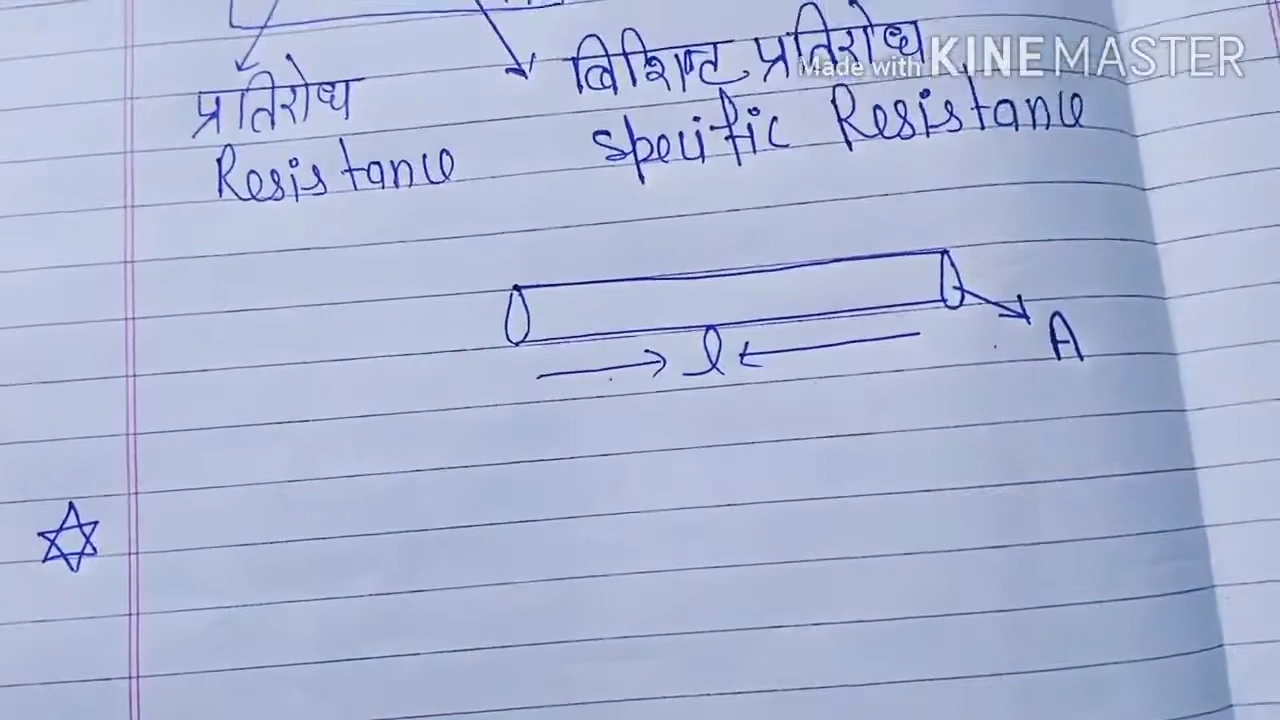 प्रतिरोध
Resistance
विशिष्ट प्रतिरोध
specific Resistance
Made with KINEMASTER
l
A